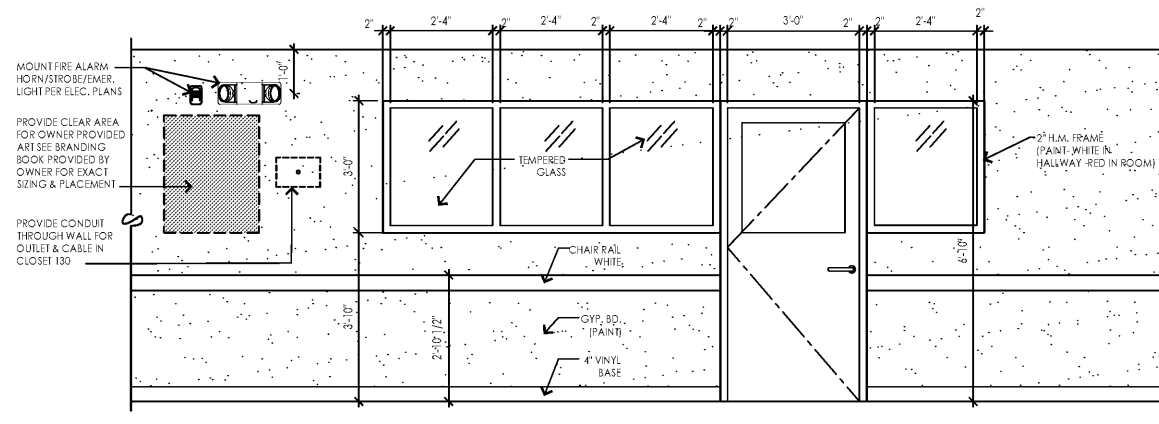 2" 2'-4" 2" 2'-4" 2" 2'-4" 2" 2" 3'-0" 2" 2" 2'-4" 2"
MOUNT FIRE ALARM
HORN/STROBE/EMER.
LIGHT PER ELEC. PLANS
1'-0"
PROVIDE CLEAR AREA
FOR OWNER PROVIDED
ART SEE BRANDING
BOOK PROVIDED BY
OWNER FOR EXACT
SIZING & PLACEMENT
PROVIDE CONDUIT
THROUGH WALL FOR
OUTLET & CABLE IN
CLOSET 130
3'-0"
TEMPERED
GLASS
2" H.M. FRAME
(PAINT- WHITE IN
HALLWAY -RED IN ROOM)
CHAIR RAIL
WHITE
6'-10"
3'-10"
2'-10 1/2"
GYP. BD.
(PAINT)
4" VINYL
BASE